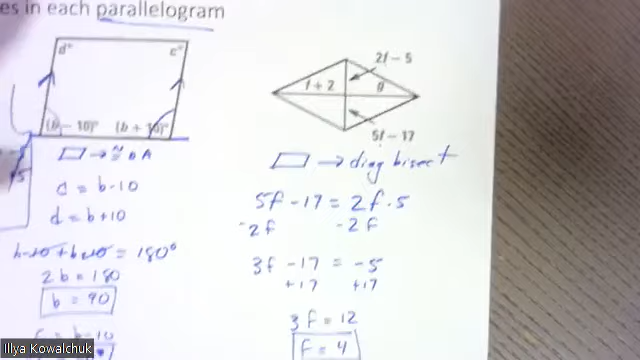 es in each parallelogram
d° c°
(b – 10)° (b + 10)°
▱ → ≅ o ∠
c = b-10
d = b+10
b-10+b+10 = 180°
2b = 180
b = 90
c = b-10
2f – 5
f + 2 g
5f – 17
▱ → diag bisect
5f - 17 = 2f - 5
-2f -2f
3f - 17 = -5
+17 +17
3f = 12
f = 4
Illya Kowalchuk